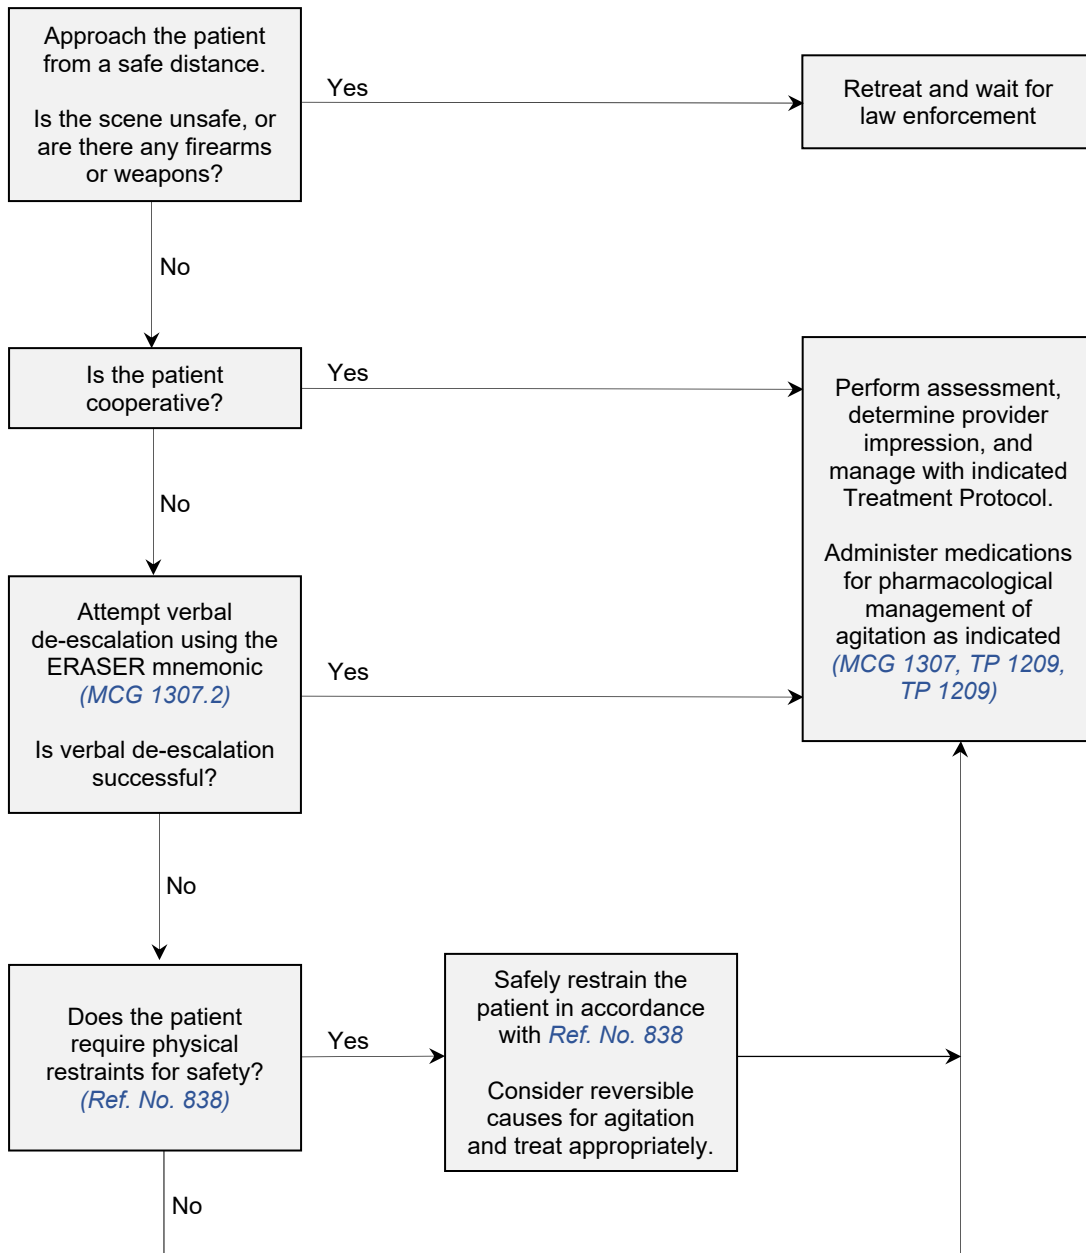 Approach the patient
from a safe distance.
Is the scene unsafe, or
are there any firearms
or weapons?
Yes
Retreat and wait for
law enforcement
No
Is the patient
cooperative?
Yes
Perform assessment,
determine provider
impression, and
manage with indicated
Treatment Protocol.
Administer medications
for pharmacological
management of
agitation as indicated
(MCG 1307, TP 1209,
TP 1209)
No
Attempt verbal
de-escalation using the
ERASER mnemonic
(MCG 1307.2)
Is verbal de-escalation
successful?
Yes
No
Does the patient
require physical
restraints for safety?
(Ref. No. 838)
Yes
Safely restrain the
patient in accordance
with Ref. No. 838
Consider reversible
causes for agitation
and treat appropriately.
No